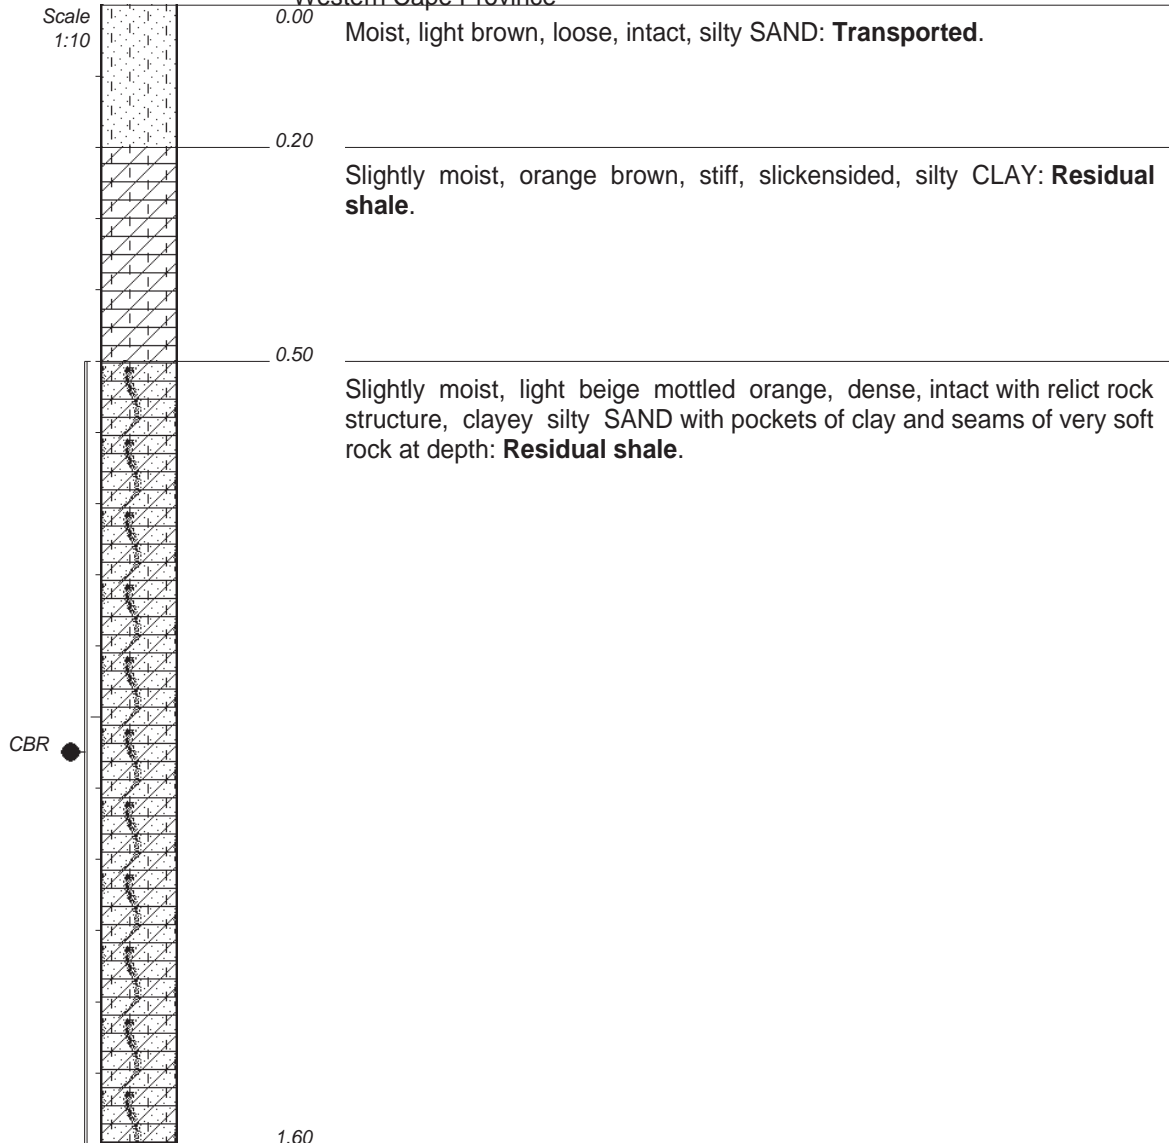 Western Cape Province
Scale
1:10
0.00
Moist, light brown, loose, intact, silty SAND: Transported.
0.20
Slightly moist, orange brown, stiff, slickensided, silty CLAY: Residual
shale.
0.50
Slightly moist, light beige mottled orange, dense, intact with relict rock
structure, clayey silty SAND with pockets of clay and seams of very soft
rock at depth: Residual shale.
CBR
1.60